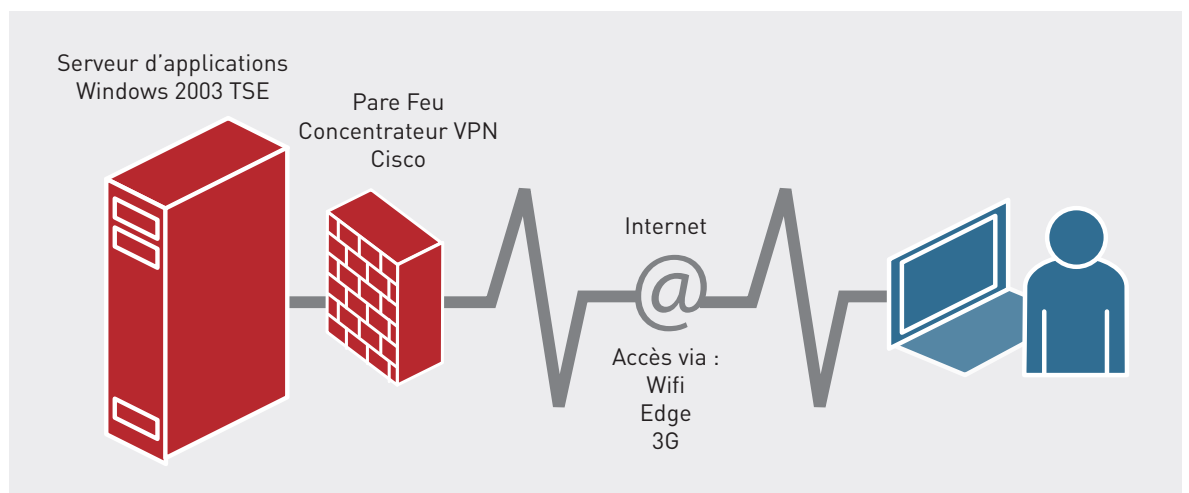 Serveur d’applications
Windows 2003 TSE
Pare Feu
Concentrateur VPN
Cisco
Internet
@
Accès via :
Wifi
Edge
3G